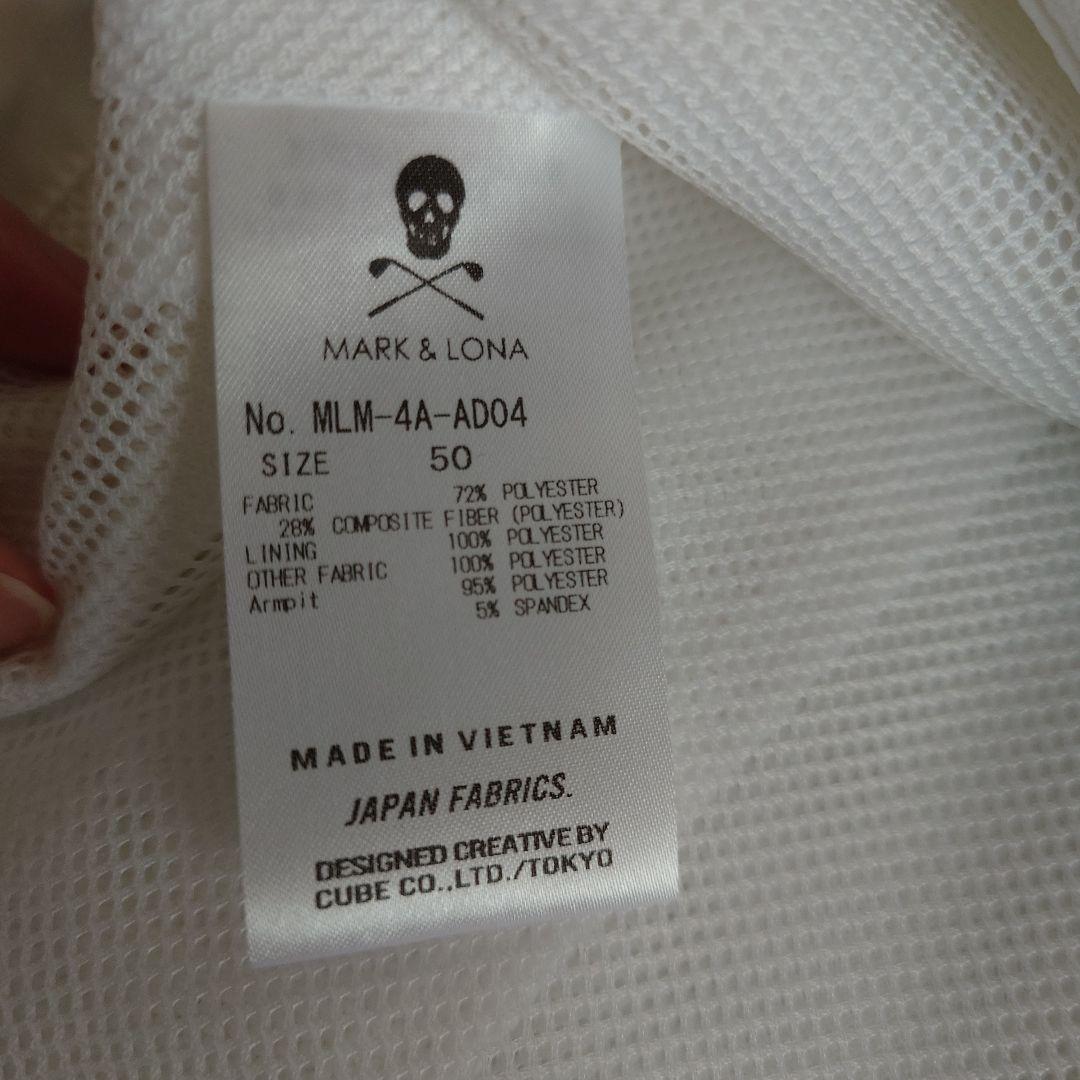 MARK & LONA
No. MLM-4A-AD04
SIZE 50
FABRIC 72% POLYESTER
28% COMPOSITE FIBER (POLYESTER)
LINING 100% POLYESTER
OTHER FABRIC 100% POLYESTER
Armpit 95% POLYESTER
5% SPANDEX
MADE IN VIETNAM
JAPAN FABRICS.
DESIGNED CREATIVE BY
CUBE CO.,LTD./TOKYO